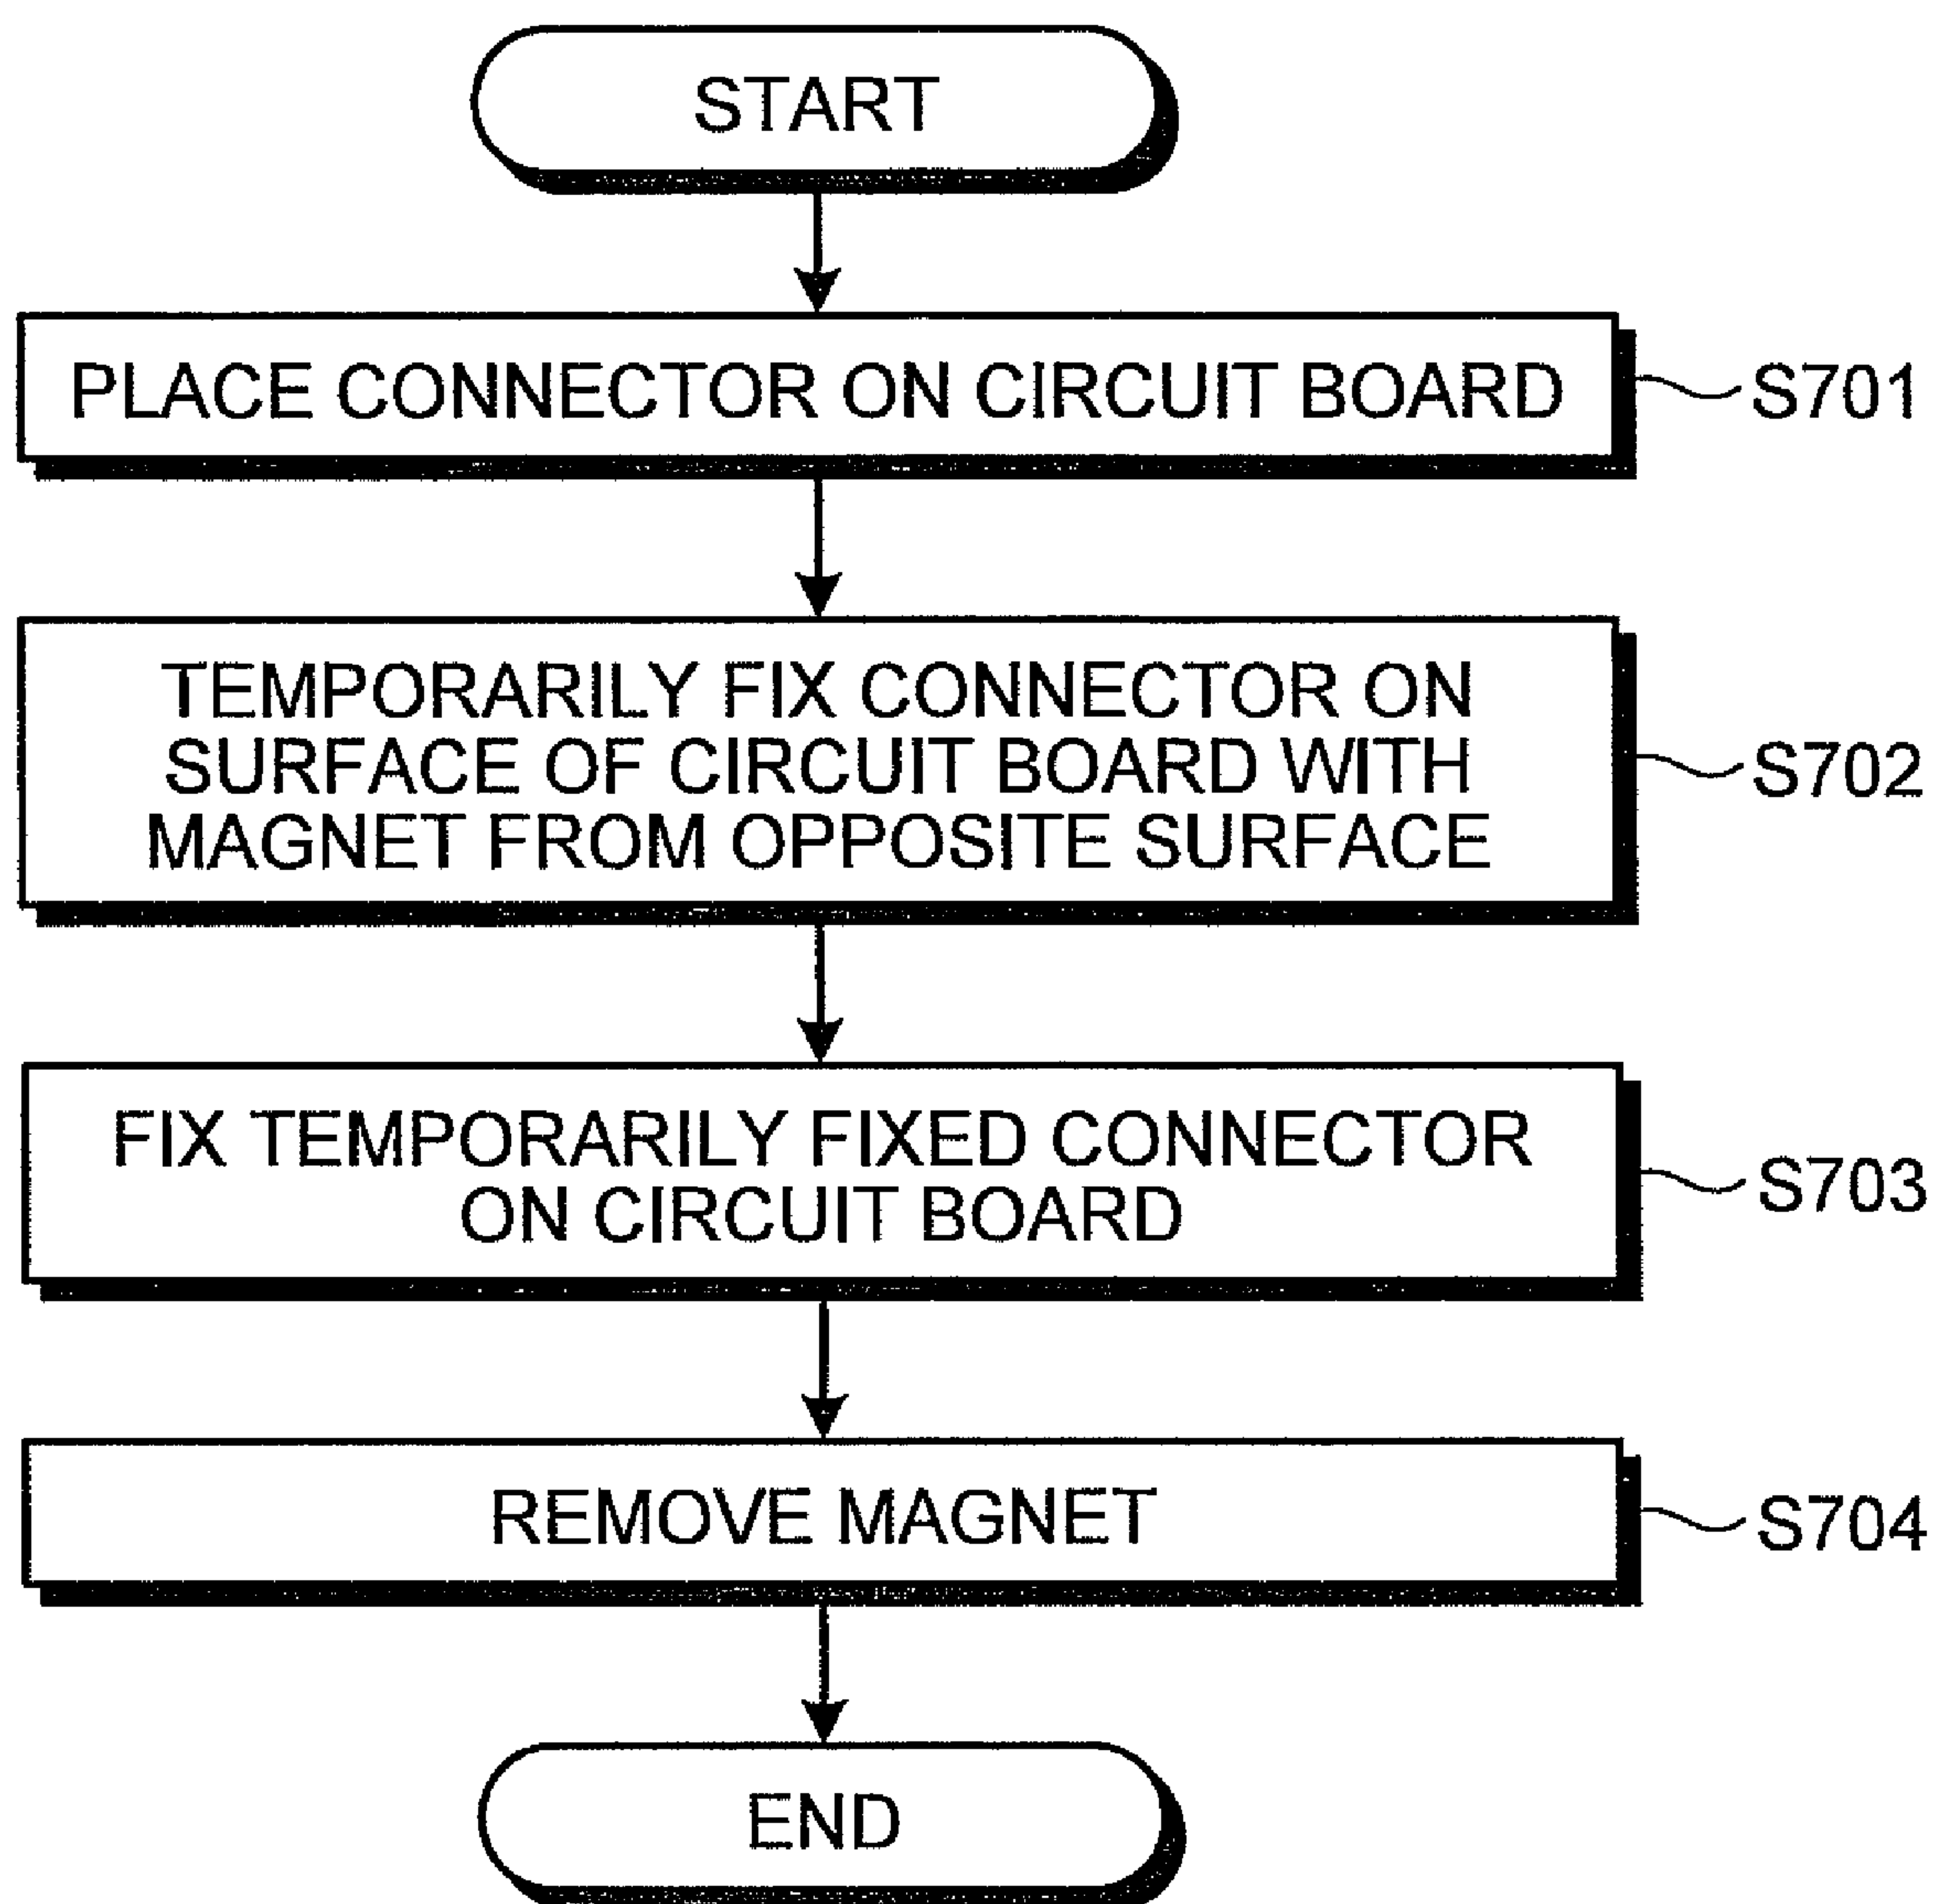 START
PLACE CONNECTOR ON CIRCUIT BOARD
S701
TEMPORARILY FIX CONNECTOR ON
SURFACE OF CIRCUIT BOARD WITH
MAGNET FROM OPPOSITE SURFACE
S702
FIX TEMPORARILY FIXED CONNECTOR
ON CIRCUIT BOARD
S703
REMOVE MAGNET
S704
END